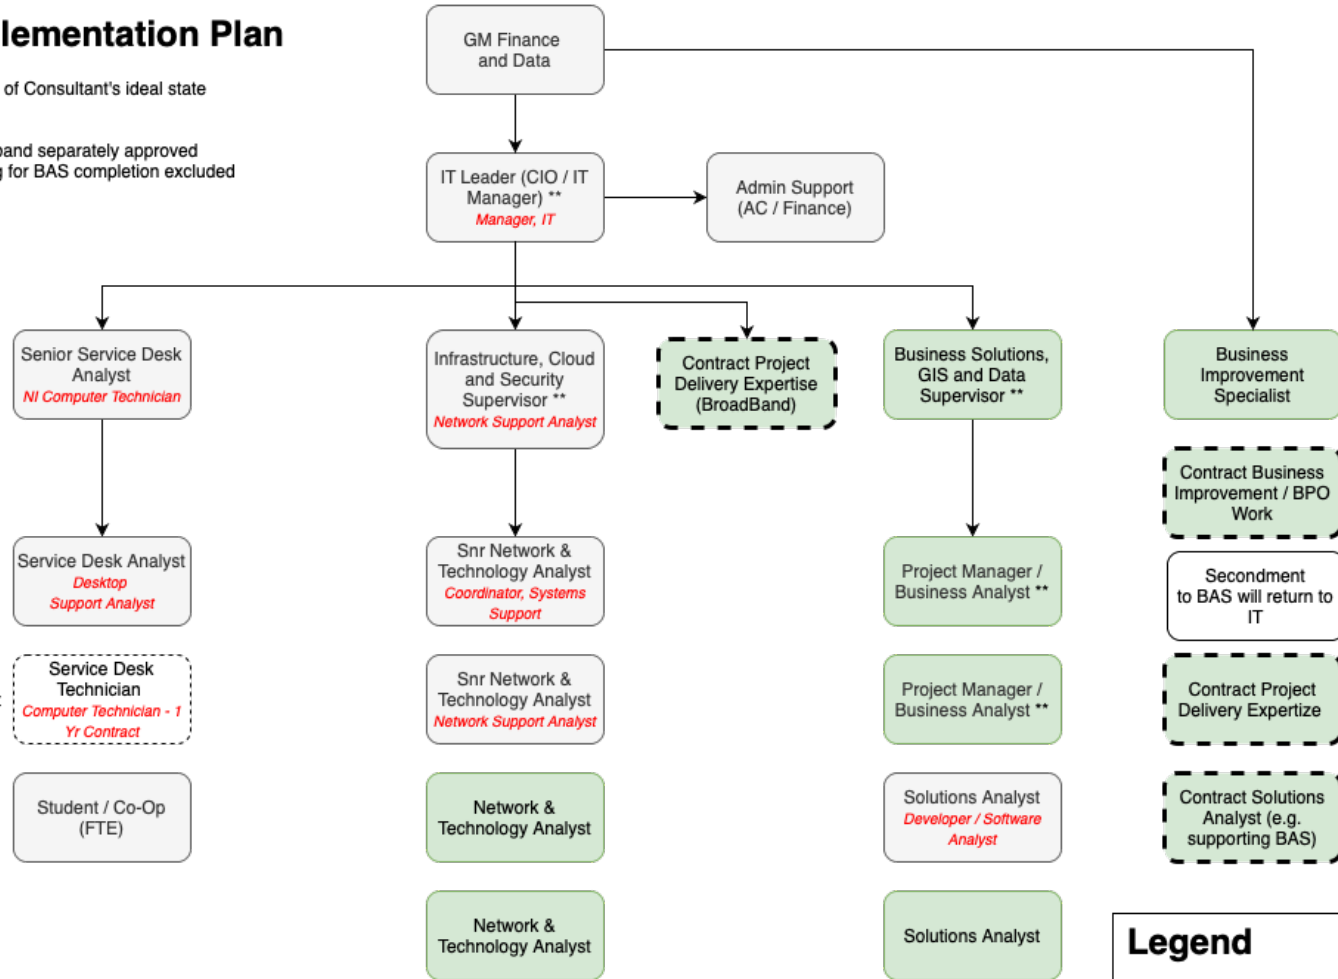 lementation Plan
of Consultant's ideal state
and separately approved
for BAS completion excluded
GM Finance
and Data
IT Leader (CIO / IT
Manager) **
Manager, IT
Admin Support
(AC / Finance)
Senior Service Desk
Analyst
NI Computer Technician
Infrastructure, Cloud
and Security
Supervisor **
Network Support Analyst
Contract Project
Delivery Expertise
(BroadBand)
Business Solutions,
GIS and Data
Supervisor **
Business
Improvement
Specialist
Contract Business
Improvement / BPO
Work
Service Desk Analyst
Desktop
Support Analyst
Snr Network &
Technology Analyst
Coordinator, Systems
Support
Project Manager /
Business Analyst **
Secondment
to BAS will return to
IT
Service Desk
Technician
Computer Technician - 1
Yr Contract
Snr Network &
Technology Analyst
Network Support Analyst
Project Manager /
Business Analyst **
Contract Project
Delivery Expertize
Student / Co-Op
(FTE)
Network &
Technology Analyst
Solutions Analyst
Developer / Software
Analyst
Contract Solutions
Analyst (e.g.
supporting BAS)
Network &
Technology Analyst
Solutions Analyst
Legend